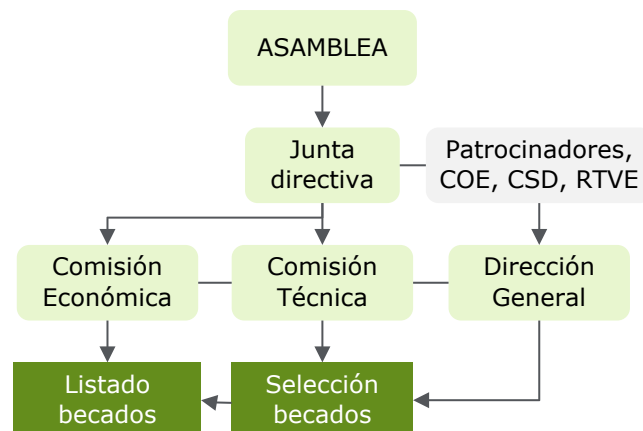 ASAMBLEA
Junta
directiva
Patrocinadores,
COE, CSD, RTVE
Comisión
Económica
Comisión
Técnica
Dirección
General
Listado
becados
Selección
becados